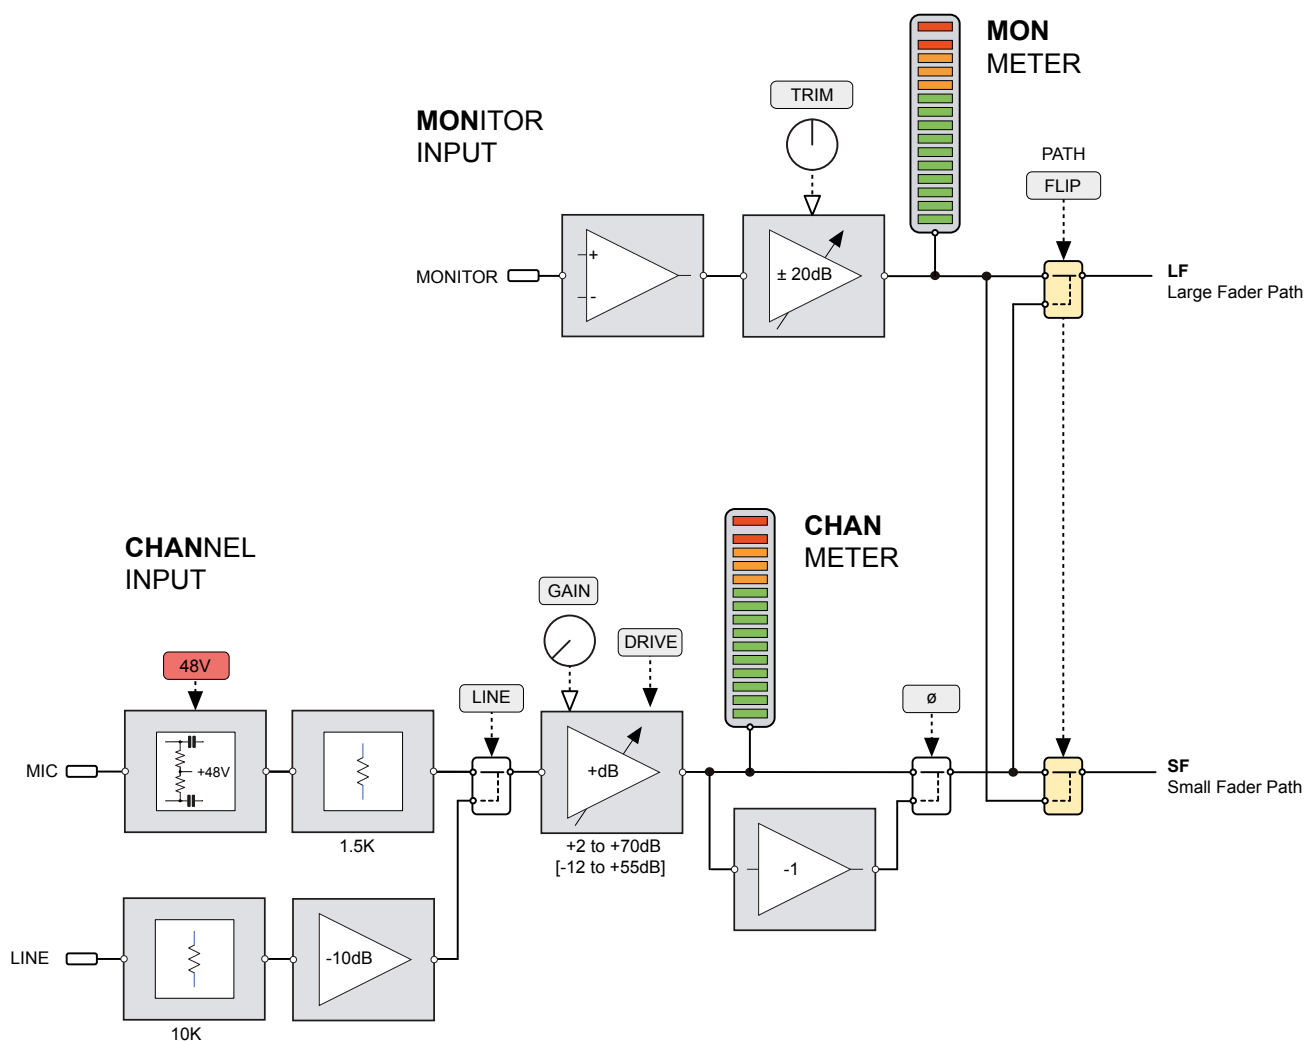 MON
METER
TRIM
MONITOR
INPUT
PATH
FLIP
+
-
± 20dB
MONITOR
LF
Large Fader Path
CHAN
METER
CHANNEL
INPUT
GAIN
DRIVE
48V
LINE
ø
MIC
+48V
+dB
SF
Small Fader Path
1.5K
+2 to +70dB
[-12 to +55dB]
-1
LINE
-10dB
10K